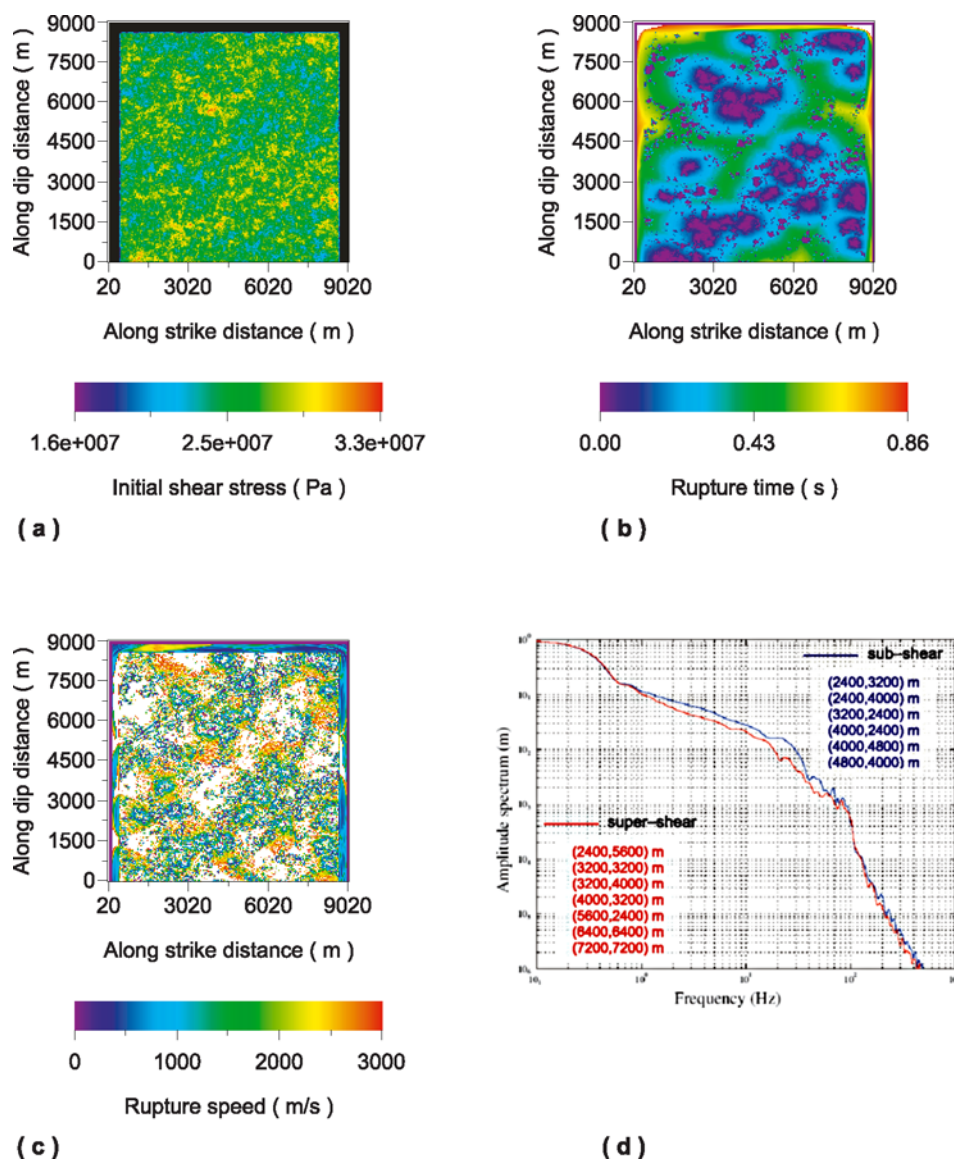 9000
7500
6000
4500
3000
1500
0
Along dip distance ( m )
20 3020 6020 9020
Along strike distance ( m )
1.6e+007 2.5e+007 3.3e+007
Initial shear stress ( Pa )
( a )
9000
7500
6000
4500
3000
1500
0
Along dip distance ( m )
20 3020 6020 9020
Along strike distance ( m )
0.00 0.43 0.86
Rupture time ( s )
( b )
9000
7500
6000
4500
3000
1500
0
Along dip distance ( m )
20 3020 6020 9020
Along strike distance ( m )
0 1000 2000 3000
Rupture speed ( m/s )
( c )
Amplitude spectrum (m)
sub–shear
(2400,3200) m
(2400,4000) m
(3200,2400) m
(4000,2400) m
(4000,4800) m
(4800,4000) m
super–shear
(2400,5600) m
(3200,3200) m
(3200,4000) m
(4000,3200) m
(5600,2400) m
(6400,6400) m
(7200,7200) m
Frequency (Hz)
( d )